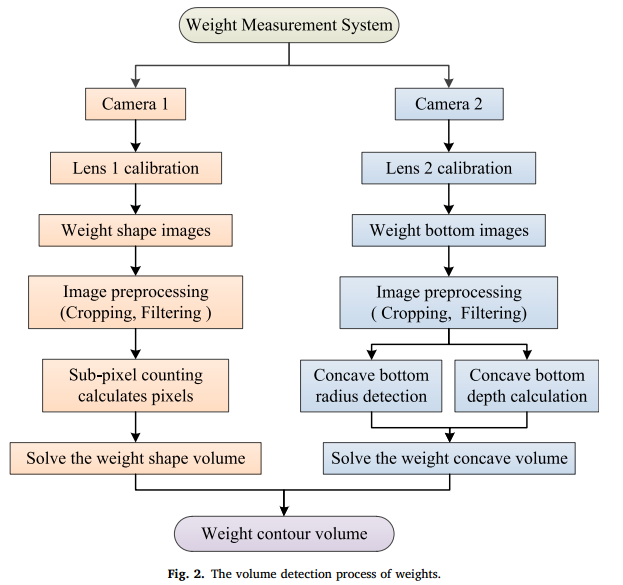 Weight Measurement System
Camera 1
Camera 2
Lens 1 calibration
Lens 2 calibration
Weight shape images
Weight bottom images
Image preprocessing
(Cropping, Filtering )
Image preprocessing
( Cropping,  Filtering)
Sub-pixel counting
calculates pixels
Concave bottom
radius detection
Concave bottom
depth calculation
Solve the weight shape volume
Solve the weight concave volume
Weight contour volume
Fig. 2. The volume detection process of weights.